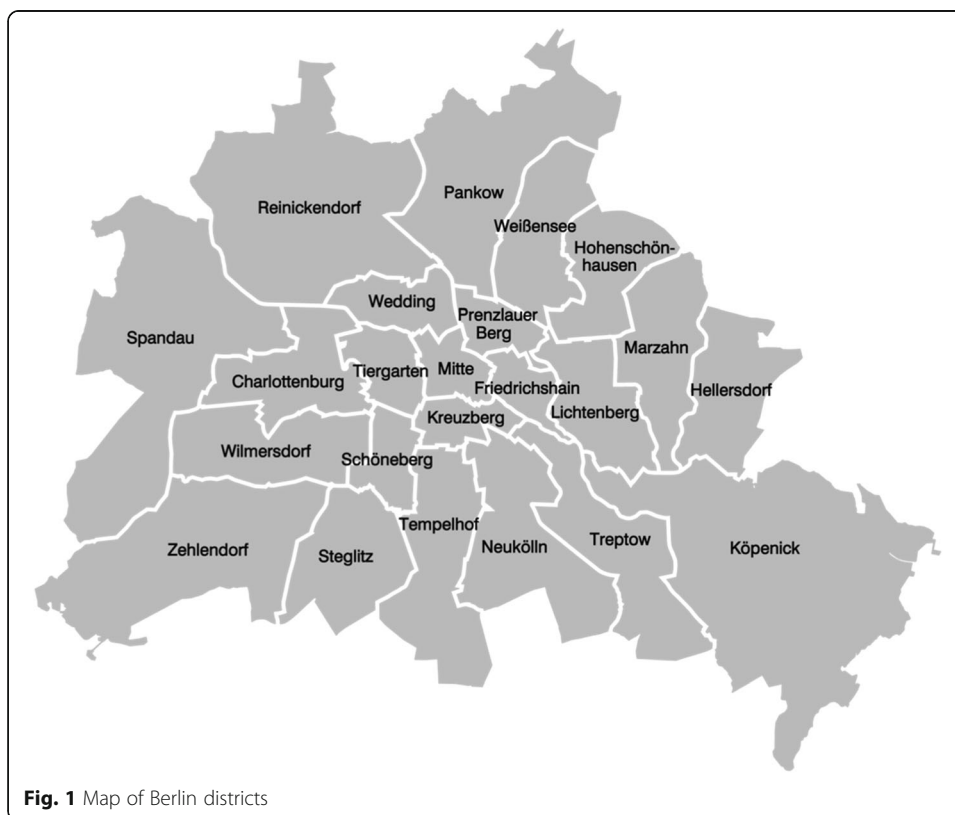 Pankow
Reinickendorf
Weißensee
Hohenschön-
hausen
Wedding
Prenzlauer
Berg
Spandau
Marzahn
Tiergarten
Mitte
Charlottenburg
Friedrichshain
Hellersdorf
Lichtenberg
Kreuzberg
Wilmersdorf
Schöneberg
Tempelhof
Zehlendorf
Steglitz
Neukölln
Treptow
Köpenick
Fig. 1 Map of Berlin districts